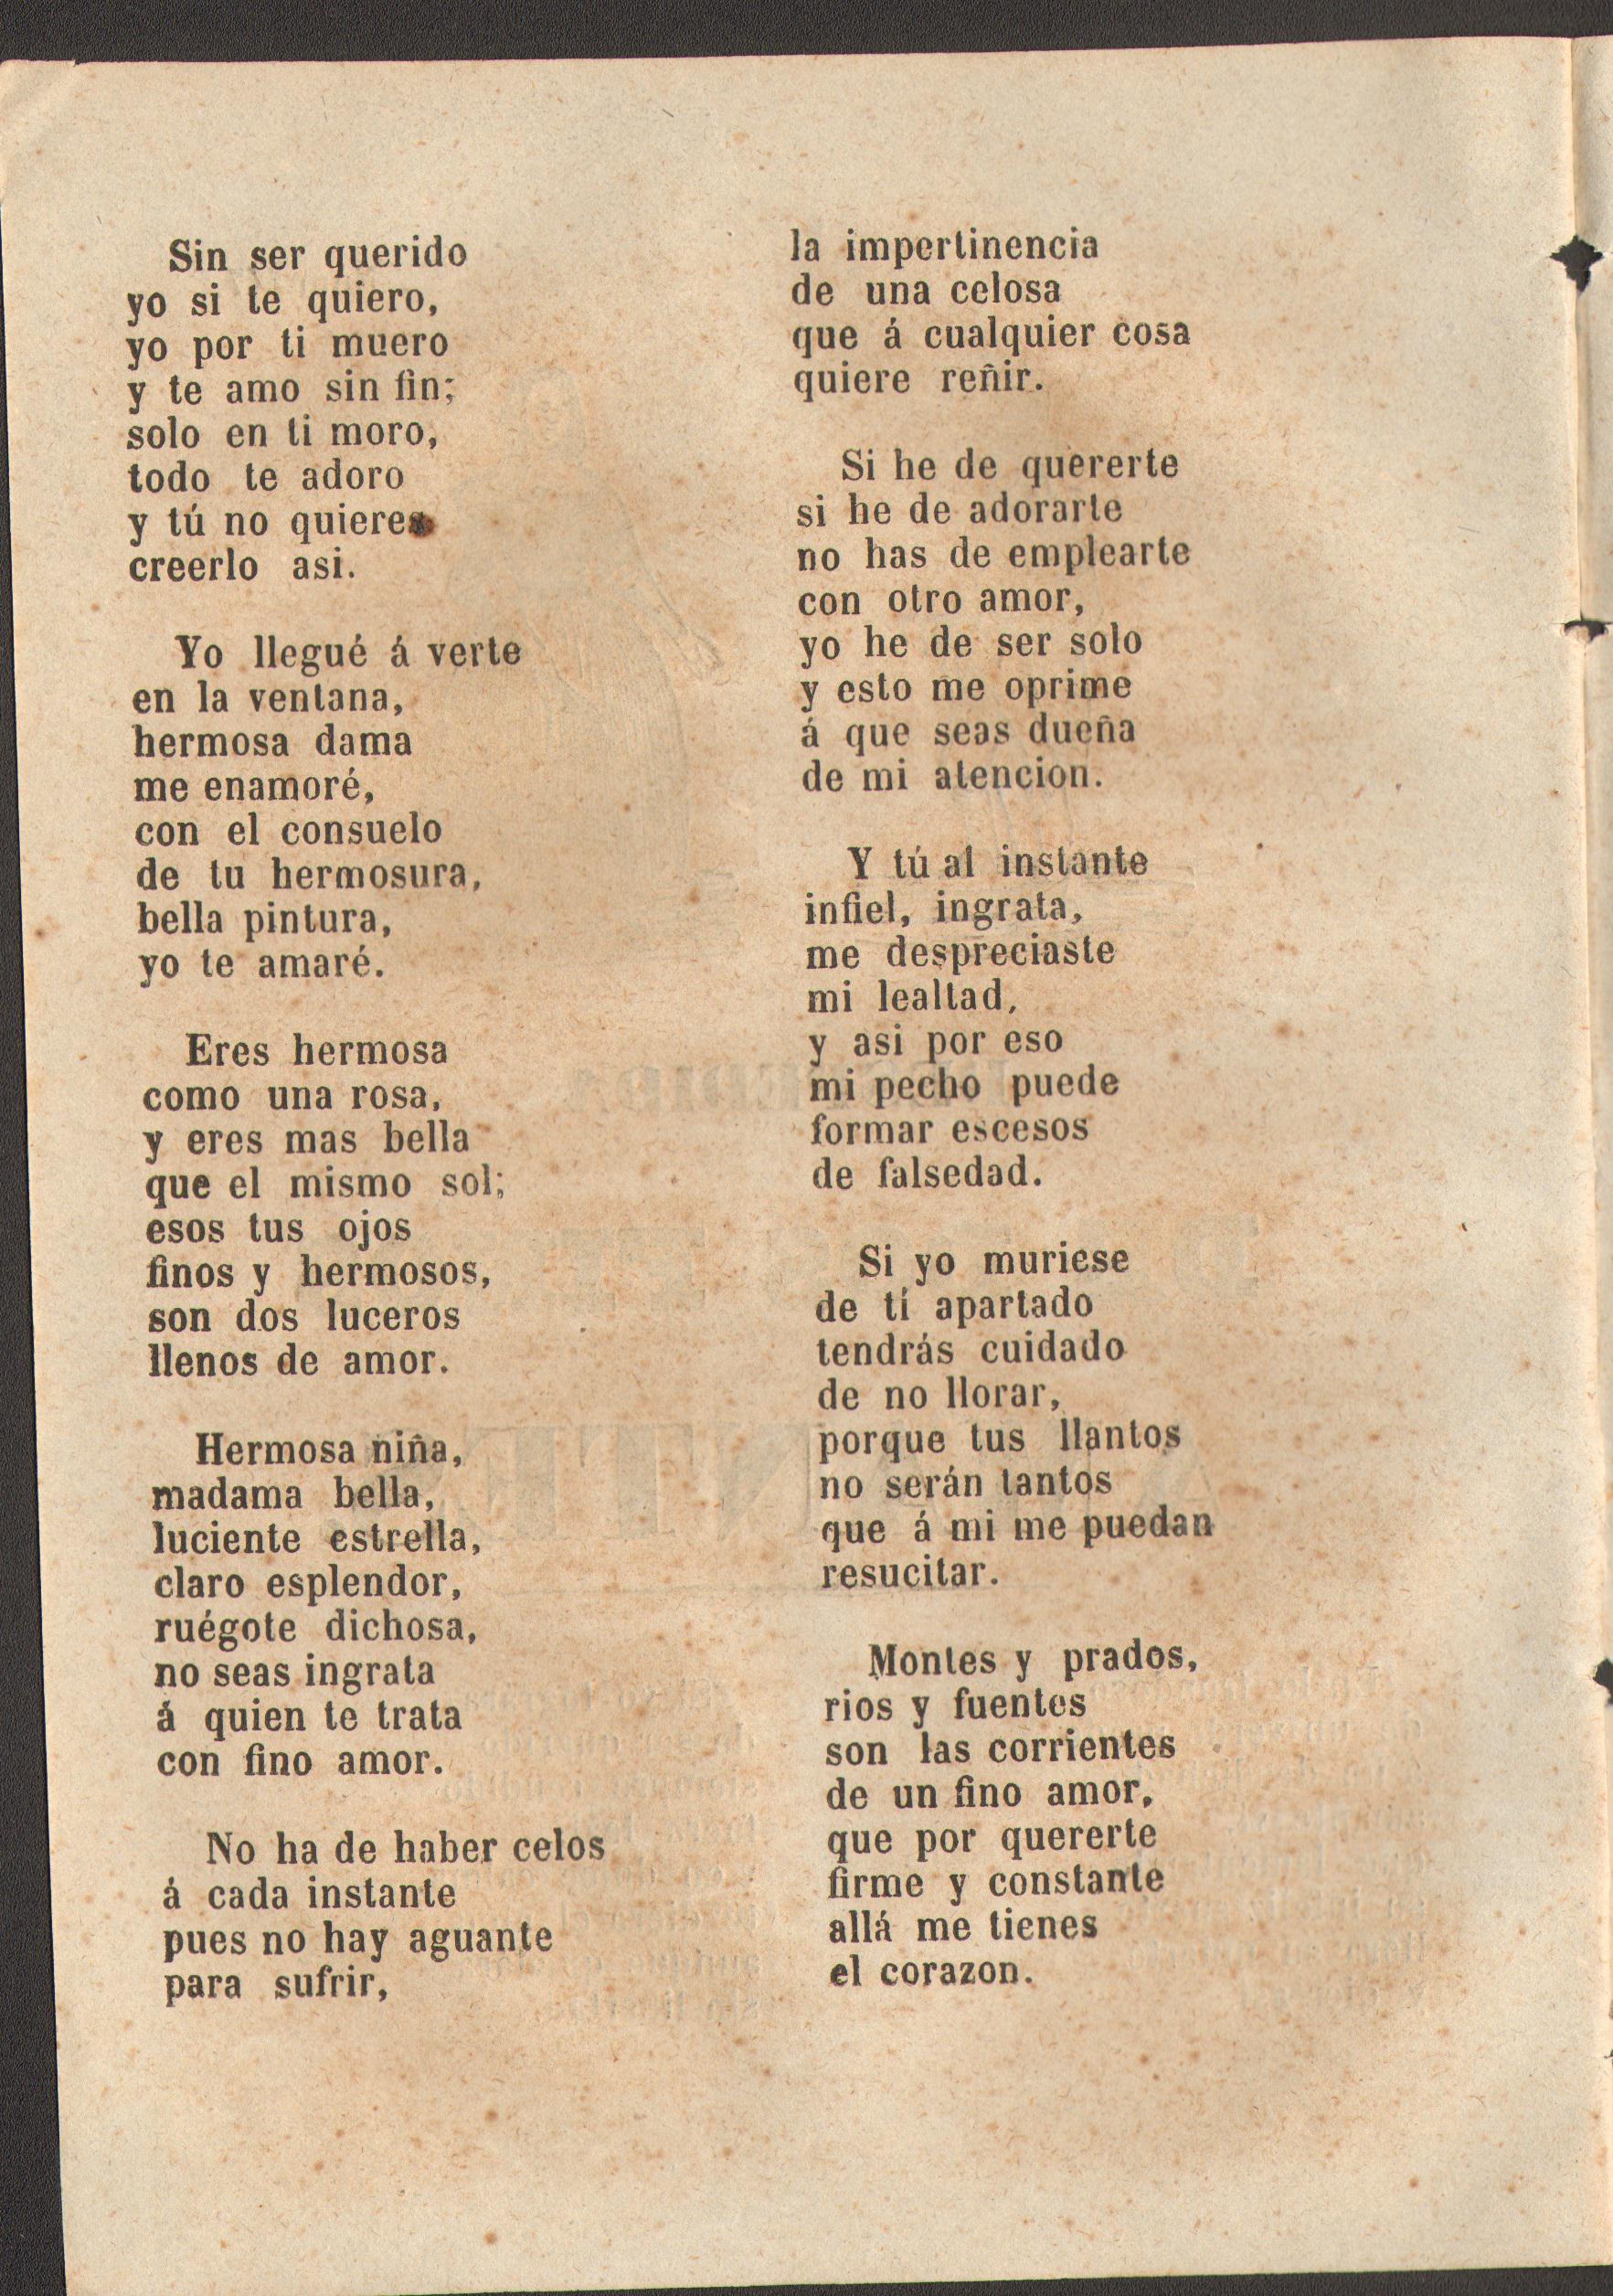 Sin ser querido
yo si te quiero,
yo por ti muero
y te amo sin fin;
solo en ti moro,
todo te adoro
y tú no quieres
creerlo asi.
Yo llegué á verte
en la ventana,
hermosa dama
me enamoré,
con el consuelo
de tu hermosura,
bella pintura,
yo te amaré.
Eres hermosa
como una rosa,
y eres mas bella
que el mismo sol;
esos tus ojos
finos y hermosos,
son dos luceros
llenos de amor.
Hermosa niña,
madama bella,
luciente estrella,
claro esplendor,
ruégote dichosa,
no seas ingrata
á quien te trata
con fino amor.
No ha de haber celos
á cada instante
pues no hay aguante
para sufrir,
la impertinencia
de una celosa
que á cualquier cosa
quiere reñir.
Si he de quererte
si he de adorarte
no has de emplearte
con otro amor,
yo he de ser solo
y esto me oprime
á que seas dueña
de mi atencion.
Y tú al instante
infiel, ingrata,
me despreciaste
mi lealtad,
y asi por eso
mi pecho puede
formar escesos
de falsedad.
Si yo muriese
de tí apartado
tendrás cuidado
de no llorar,
porque tus llantos
no serán tantos
que á mi me puedan
resucitar.
Montes y prados,
rios y fuentes
son las corrientes
de un fino amor,
que por quererte
firme y constante
allá me tienes
el corazon.